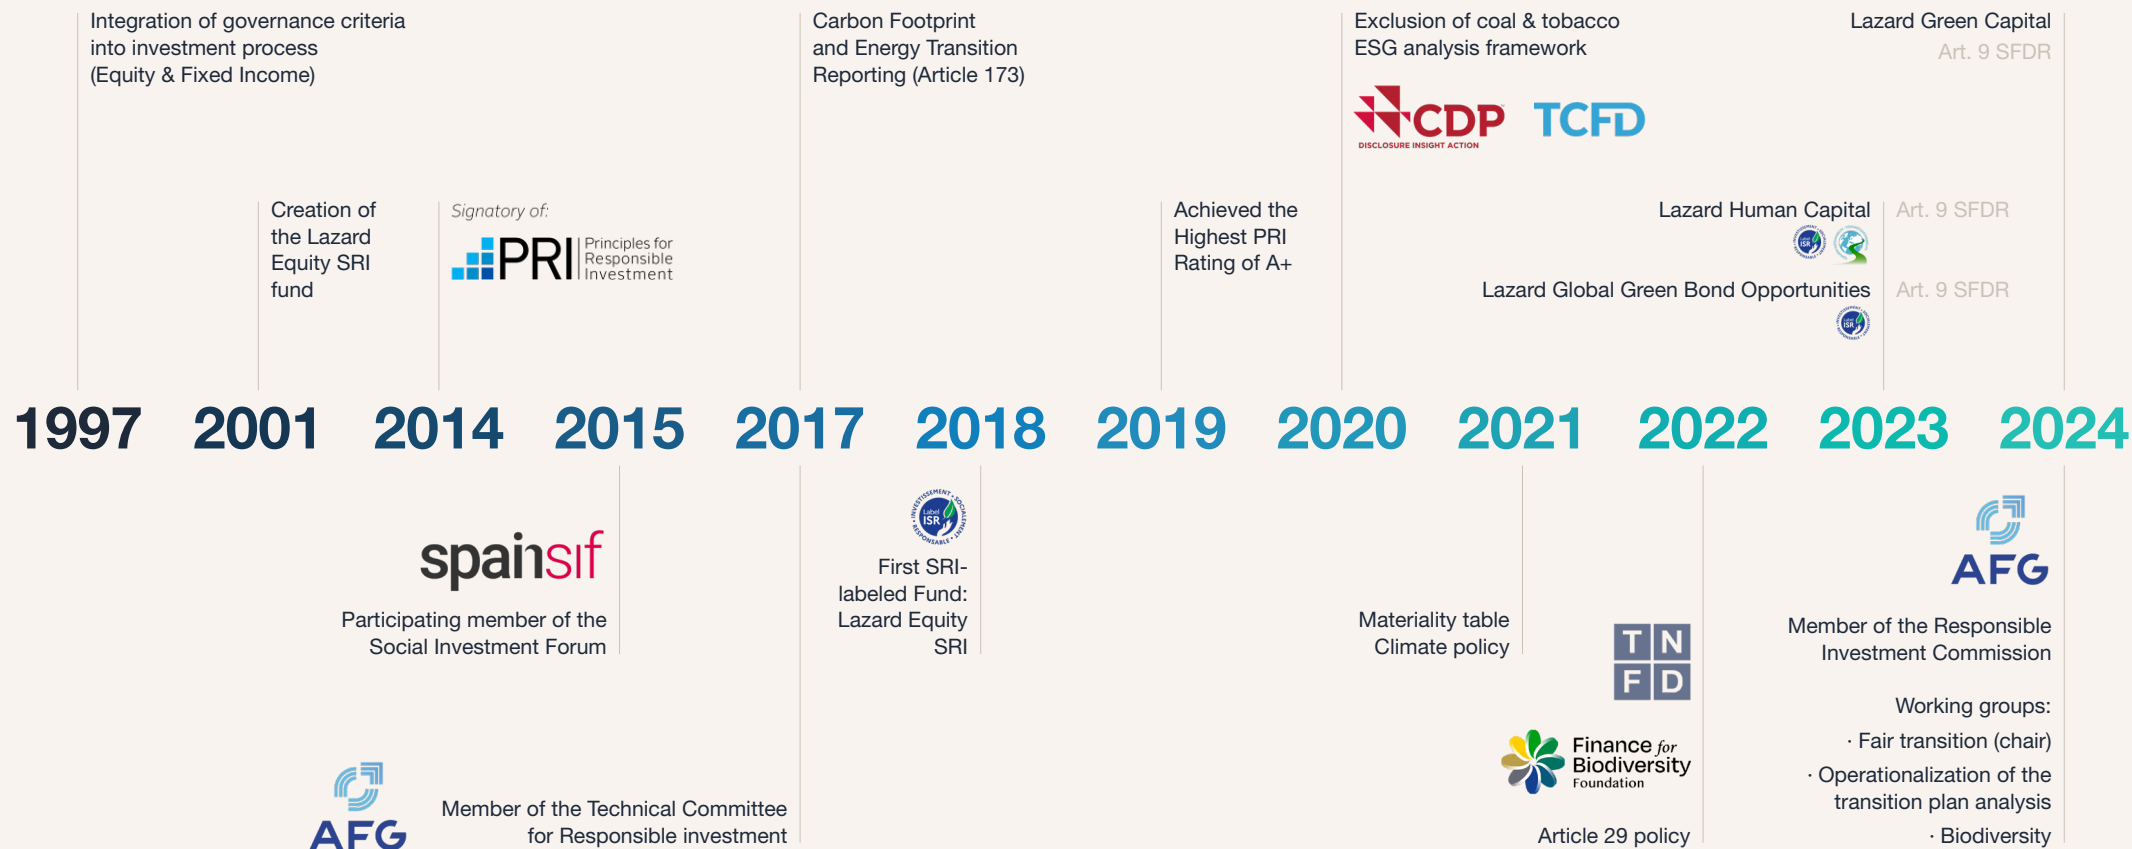 Integration of governance criteria
into investment process
(Equity & Fixed Income)
Carbon Footprint
and Energy Transition
Reporting (Article 173)
Exclusion of coal & tobacco
ESG analysis framework
CDP
DISCLOSURE INSIGHT ACTION
TCFD
Lazard Green Capital
Art. 9 SFDR
Creation of
the Lazard
Equity SRI
fund
Signatory of:
PRI
Principles for
Responsible
Investment
Achieved the
Highest PRI
Rating of A+
Lazard Human Capital
Art. 9 SFDR
Lazard Global Green Bond Opportunities
Art. 9 SFDR
1997
2001
2014
2015
2017
2018
2019
2020
2021
2022
2023
2024
spainsif
Participating member of the
Social Investment Forum
INVESTISSEMENT • SOCIALEMENT • RESPONSABLE •
Label
ISR
First SRI-
labeled Fund:
Lazard Equity
SRI
Materiality table
Climate policy
TN
FD
Finance for
Biodiversity
Foundation
Article 29 policy
AFG
Member of the Responsible
Investment Commission
Working groups:
· Fair transition (chair)
· Operationalization of the
transition plan analysis
· Biodiversity
AFG
Member of the Technical Committee
for Responsible investment